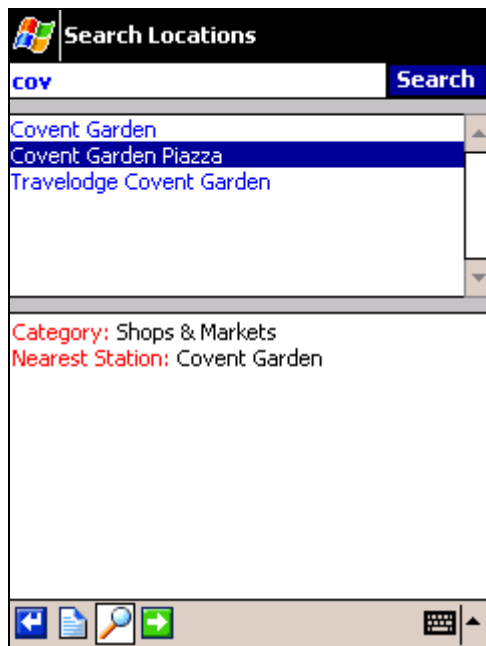 Search Locations
cov Search
Covent Garden
Covent Garden Piazza
Travelodge Covent Garden
Category: Shops & Markets
Nearest Station: Covent Garden